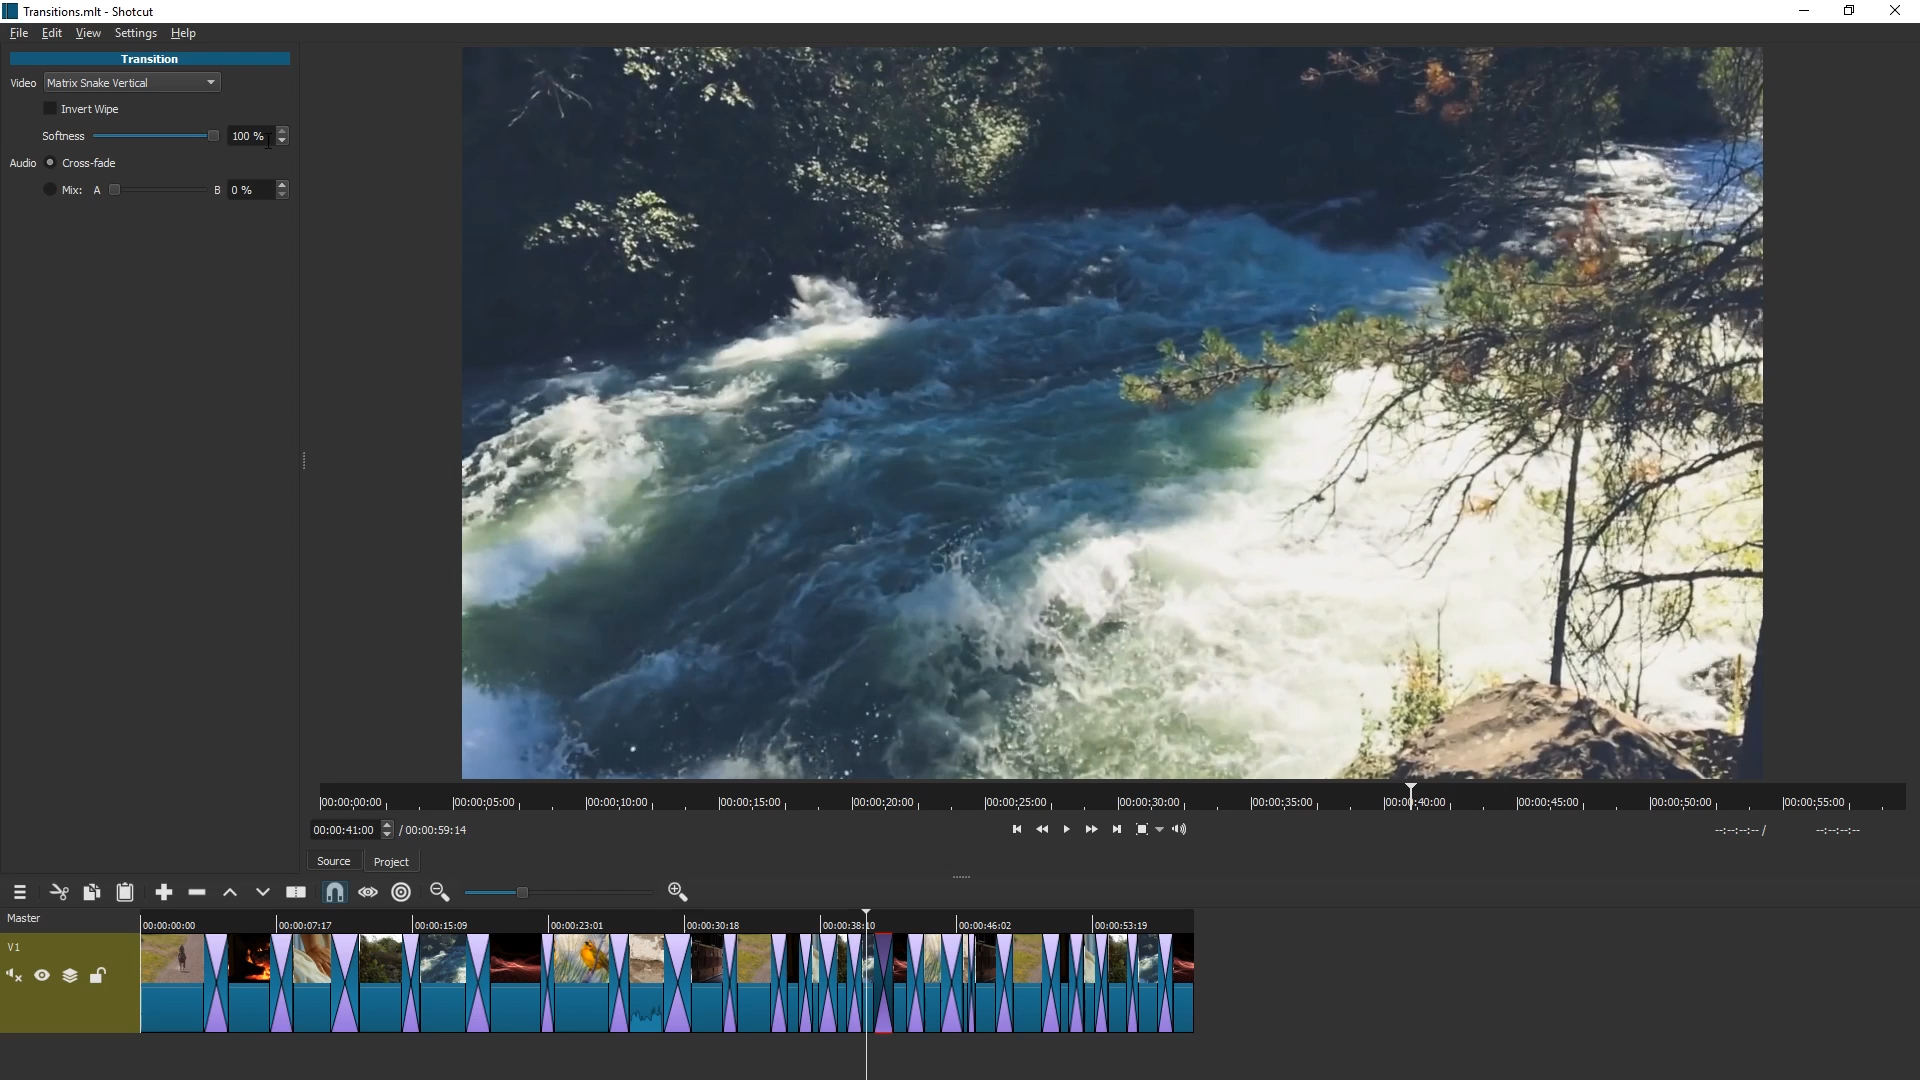 Transitions.mlt - Shotcut
File Edit View Settings Help
Transition
Video Matrix Snake Vertical
Invert Wipe
Softness 100 %
Audio Cross-fade
Mix: A B 0 %
00:00:00:00 00:00:05:00 00:00:10:00 00:00:15:00 00:00:20:00 00:00:25:00 00:00:30:00 00:00:35:00 00:00:40:00 00:00:45:00 00:00:50:00 00:00:55:00
00:00:41:00 / 00:00:59:14 --:--:--:-- / --:--:--:--
Source Project
Master 00:00:00:00 00:00:07:17 00:00:15:09 00:00:23:01 00:00:30:18 00:00:38:10 00:00:46:02 00:00:53:19
V1